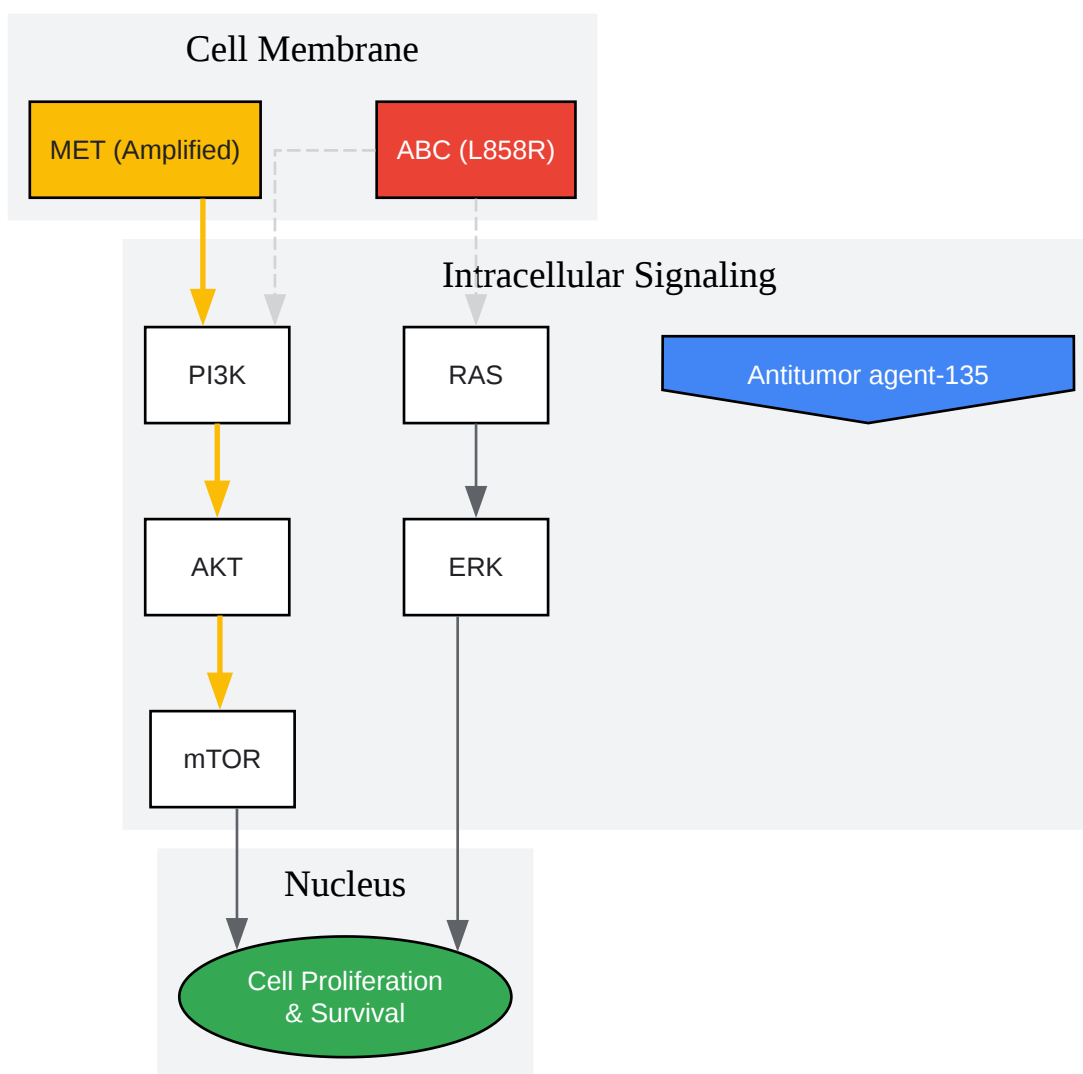 Cell Membrane
MET (Amplified)
ABC (L858R)
Intracellular Signaling
PI3K
RAS
Antitumor agent-135
AKT
ERK
mTOR
Nucleus
Cell Proliferation
& Survival